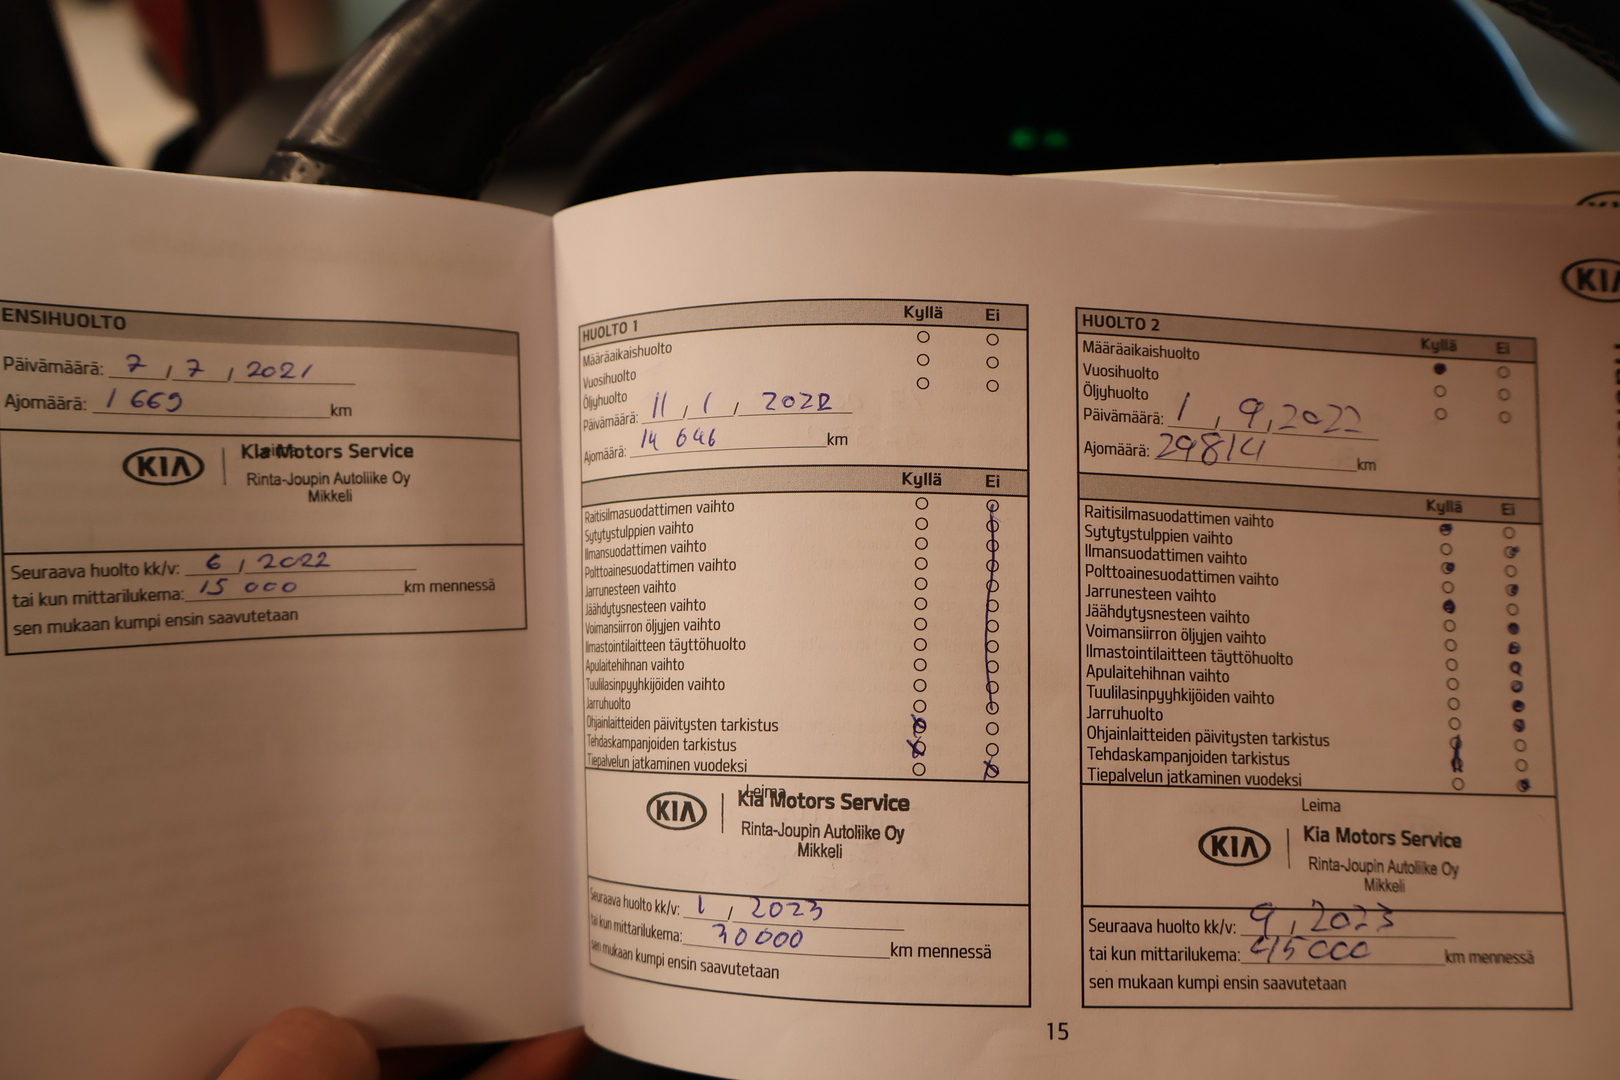 ENSIHUOLTO
Päivämäärä: 7 / 7 / 2021
Ajomäärä: 1 669 km
Leima
KIA Kia Motors Service
Rinta-Joupin Autoliike Oy
Mikkeli
Seuraava huolto kk/v: 6 / 2022
tai kun mittarilukema: 15 000 km mennessä
sen mukaan kumpi ensin saavutetaan
HUOLTO 1 Kyllä Ei
Määräaikaishuolto
Vuosihuolto
Öljyhuolto
Päivämäärä: 11 / 1 / 2022
Ajomäärä: 14 646 km
Kyllä Ei
Raitisilmasuodattimen vaihto
Sytytystulppien vaihto
Ilmansuodattimen vaihto
Polttoainesuodattimen vaihto
Jarrunesteen vaihto
Jäähdytysnesteen vaihto
Voimansiirron öljyjen vaihto
Ilmastointilaitteen täyttöhuolto
Apulaitehihnan vaihto
Tuulilasinpyyhkijöiden vaihto
Jarruhuolto
Ohjainlaitteiden päivitysten tarkistus
Tehdaskampanjoiden tarkistus
Tiepalvelun jatkaminen vuodeksi
Leima
KIA Kia Motors Service
Rinta-Joupin Autoliike Oy
Mikkeli
Seuraava huolto kk/v: 1 / 2023
tai kun mittarilukema: 30 000 km mennessä
sen mukaan kumpi ensin saavutetaan
HUOLTO 2 Kyllä Ei
Määräaikaishuolto
Vuosihuolto
Öljyhuolto
Päivämäärä: 1 , 9, 2022
Ajomäärä: 29814 km
Kyllä Ei
Raitisilmasuodattimen vaihto
Sytytystulppien vaihto
Ilmansuodattimen vaihto
Polttoainesuodattimen vaihto
Jarrunesteen vaihto
Jäähdytysnesteen vaihto
Voimansiirron öljyjen vaihto
Ilmastointilaitteen täyttöhuolto
Apulaitehihnan vaihto
Tuulilasinpyyhkijöiden vaihto
Jarruhuolto
Ohjainlaitteiden päivitysten tarkistus
Tehdaskampanjoiden tarkistus
Tiepalvelun jatkaminen vuodeksi
Leima
KIA Kia Motors Service
Rinta-Joupin Autoliike Oy
Mikkeli
Seuraava huolto kk/v: 9 / 2023
tai kun mittarilukema: 45000 km mennessä
sen mukaan kumpi ensin saavutetaan
15
KIA